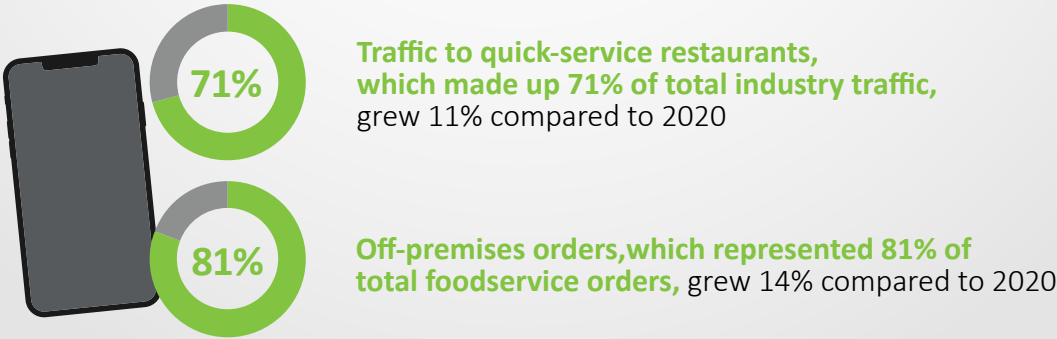 71%
Traffic to quick-service restaurants,
which made up 71% of total industry traffic,
grew 11% compared to 2020
81%
Off-premises orders,which represented 81% of
total foodservice orders, grew 14% compared to 2020